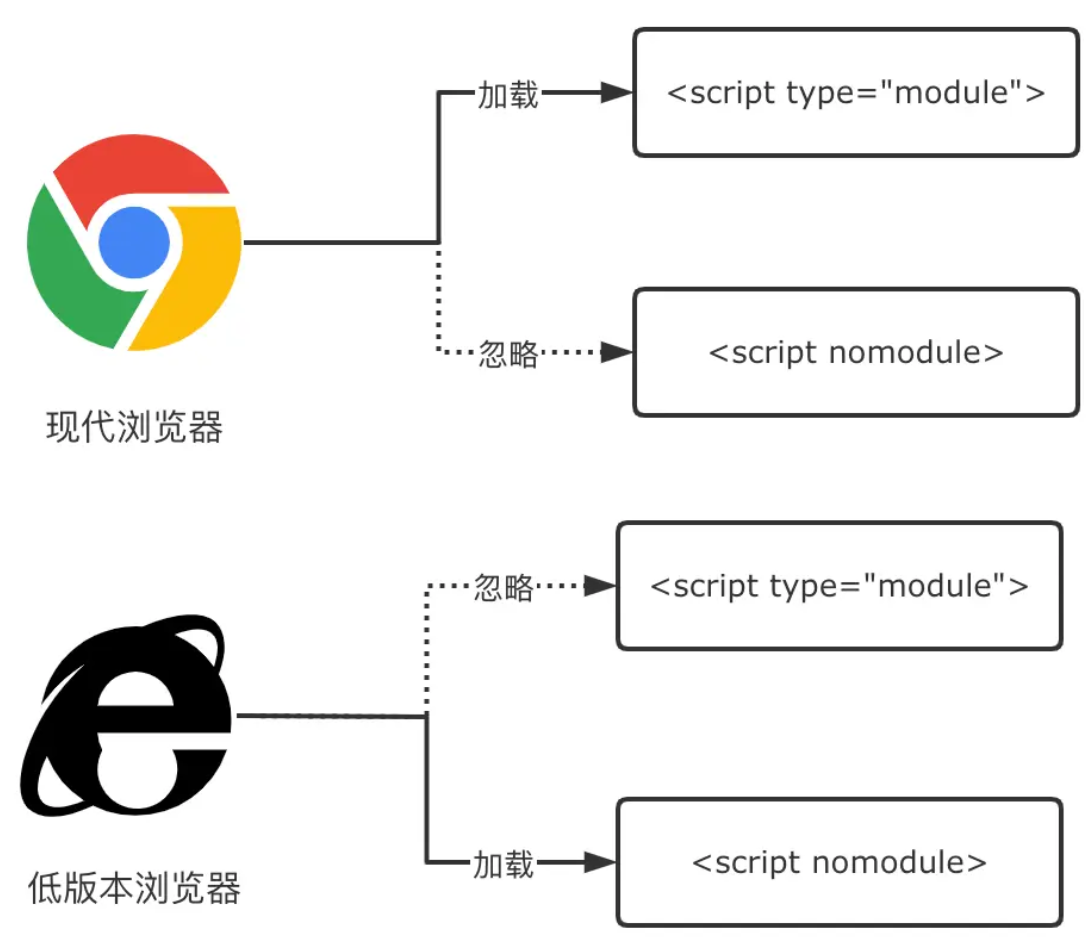 加载
<script type="module">
忽略
<script nomodule>
现代浏览器
忽略
<script type="module">
加载
<script nomodule>
低版本浏览器